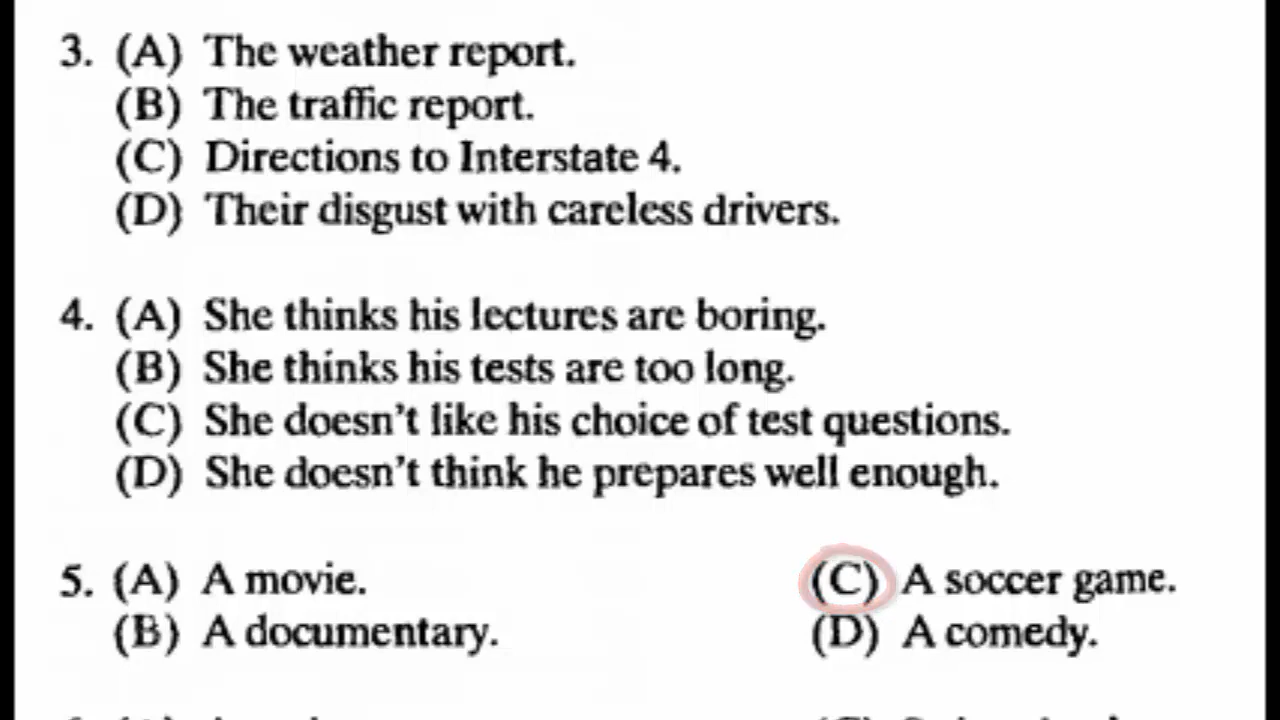 3. (A) The weather report.
(B) The traffic report.
(C) Directions to Interstate 4.
(D) Their disgust with careless drivers.
4. (A) She thinks his lectures are boring.
(B) She thinks his tests are too long.
(C) She doesn't like his choice of test questions.
(D) She doesn't think he prepares well enough.
5. (A) A movie. (C) A soccer game.
(B) A documentary. (D) A comedy.